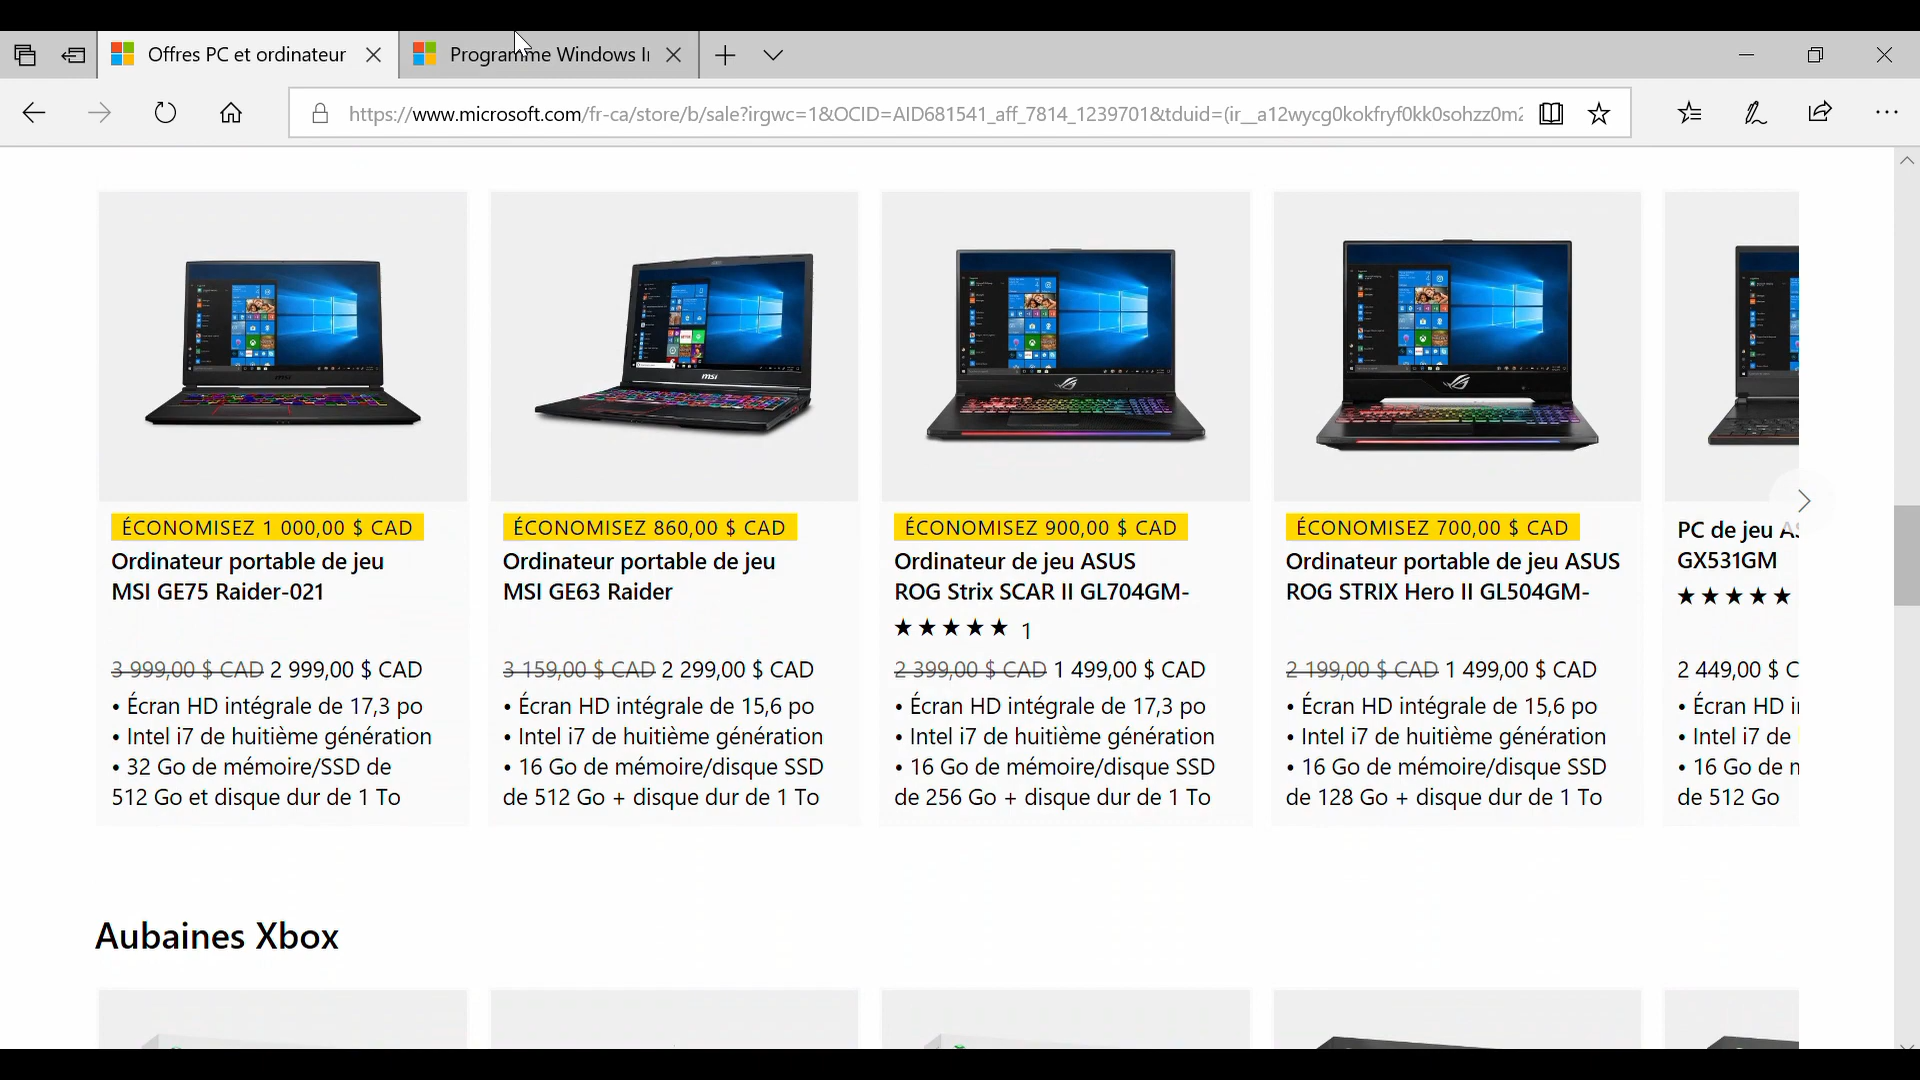 Offres PC et ordinateur
Programme Windows I
https://www.microsoft.com/fr-ca/store/b/sale?irgwc=1&OCID=AID681541_aff_7814_1239701&tduid=(ir__a12wycg0kokfryf0kk0sohzz0m2
ÉCONOMISEZ 1 000,00 $ CAD
Ordinateur portable de jeu
MSI GE75 Raider-021
3 999,00 $ CAD 2 999,00 $ CAD
• Écran HD intégrale de 17,3 po
• Intel i7 de huitième génération
• 32 Go de mémoire/SSD de
512 Go et disque dur de 1 To
msi
ÉCONOMISEZ 860,00 $ CAD
Ordinateur portable de jeu
MSI GE63 Raider
3 159,00 $ CAD 2 299,00 $ CAD
• Écran HD intégrale de 15,6 po
• Intel i7 de huitième génération
• 16 Go de mémoire/disque SSD
de 512 Go + disque dur de 1 To
ÉCONOMISEZ 900,00 $ CAD
Ordinateur de jeu ASUS
ROG Strix SCAR II GL704GM-
★★★★★ 1
2 399,00 $ CAD 1 499,00 $ CAD
• Écran HD intégrale de 17,3 po
• Intel i7 de huitième génération
• 16 Go de mémoire/disque SSD
de 256 Go + disque dur de 1 To
ÉCONOMISEZ 700,00 $ CAD
Ordinateur portable de jeu ASUS
ROG STRIX Hero II GL504GM-
2 199,00 $ CAD 1 499,00 $ CAD
• Écran HD intégrale de 15,6 po
• Intel i7 de huitième génération
• 16 Go de mémoire/disque SSD
de 128 Go + disque dur de 1 To
PC de jeu AS
GX531GM
★★★★★
2 449,00 $ C
• Écran HD i
• Intel i7 de
• 16 Go de m
de 512 Go
Aubaines Xbox